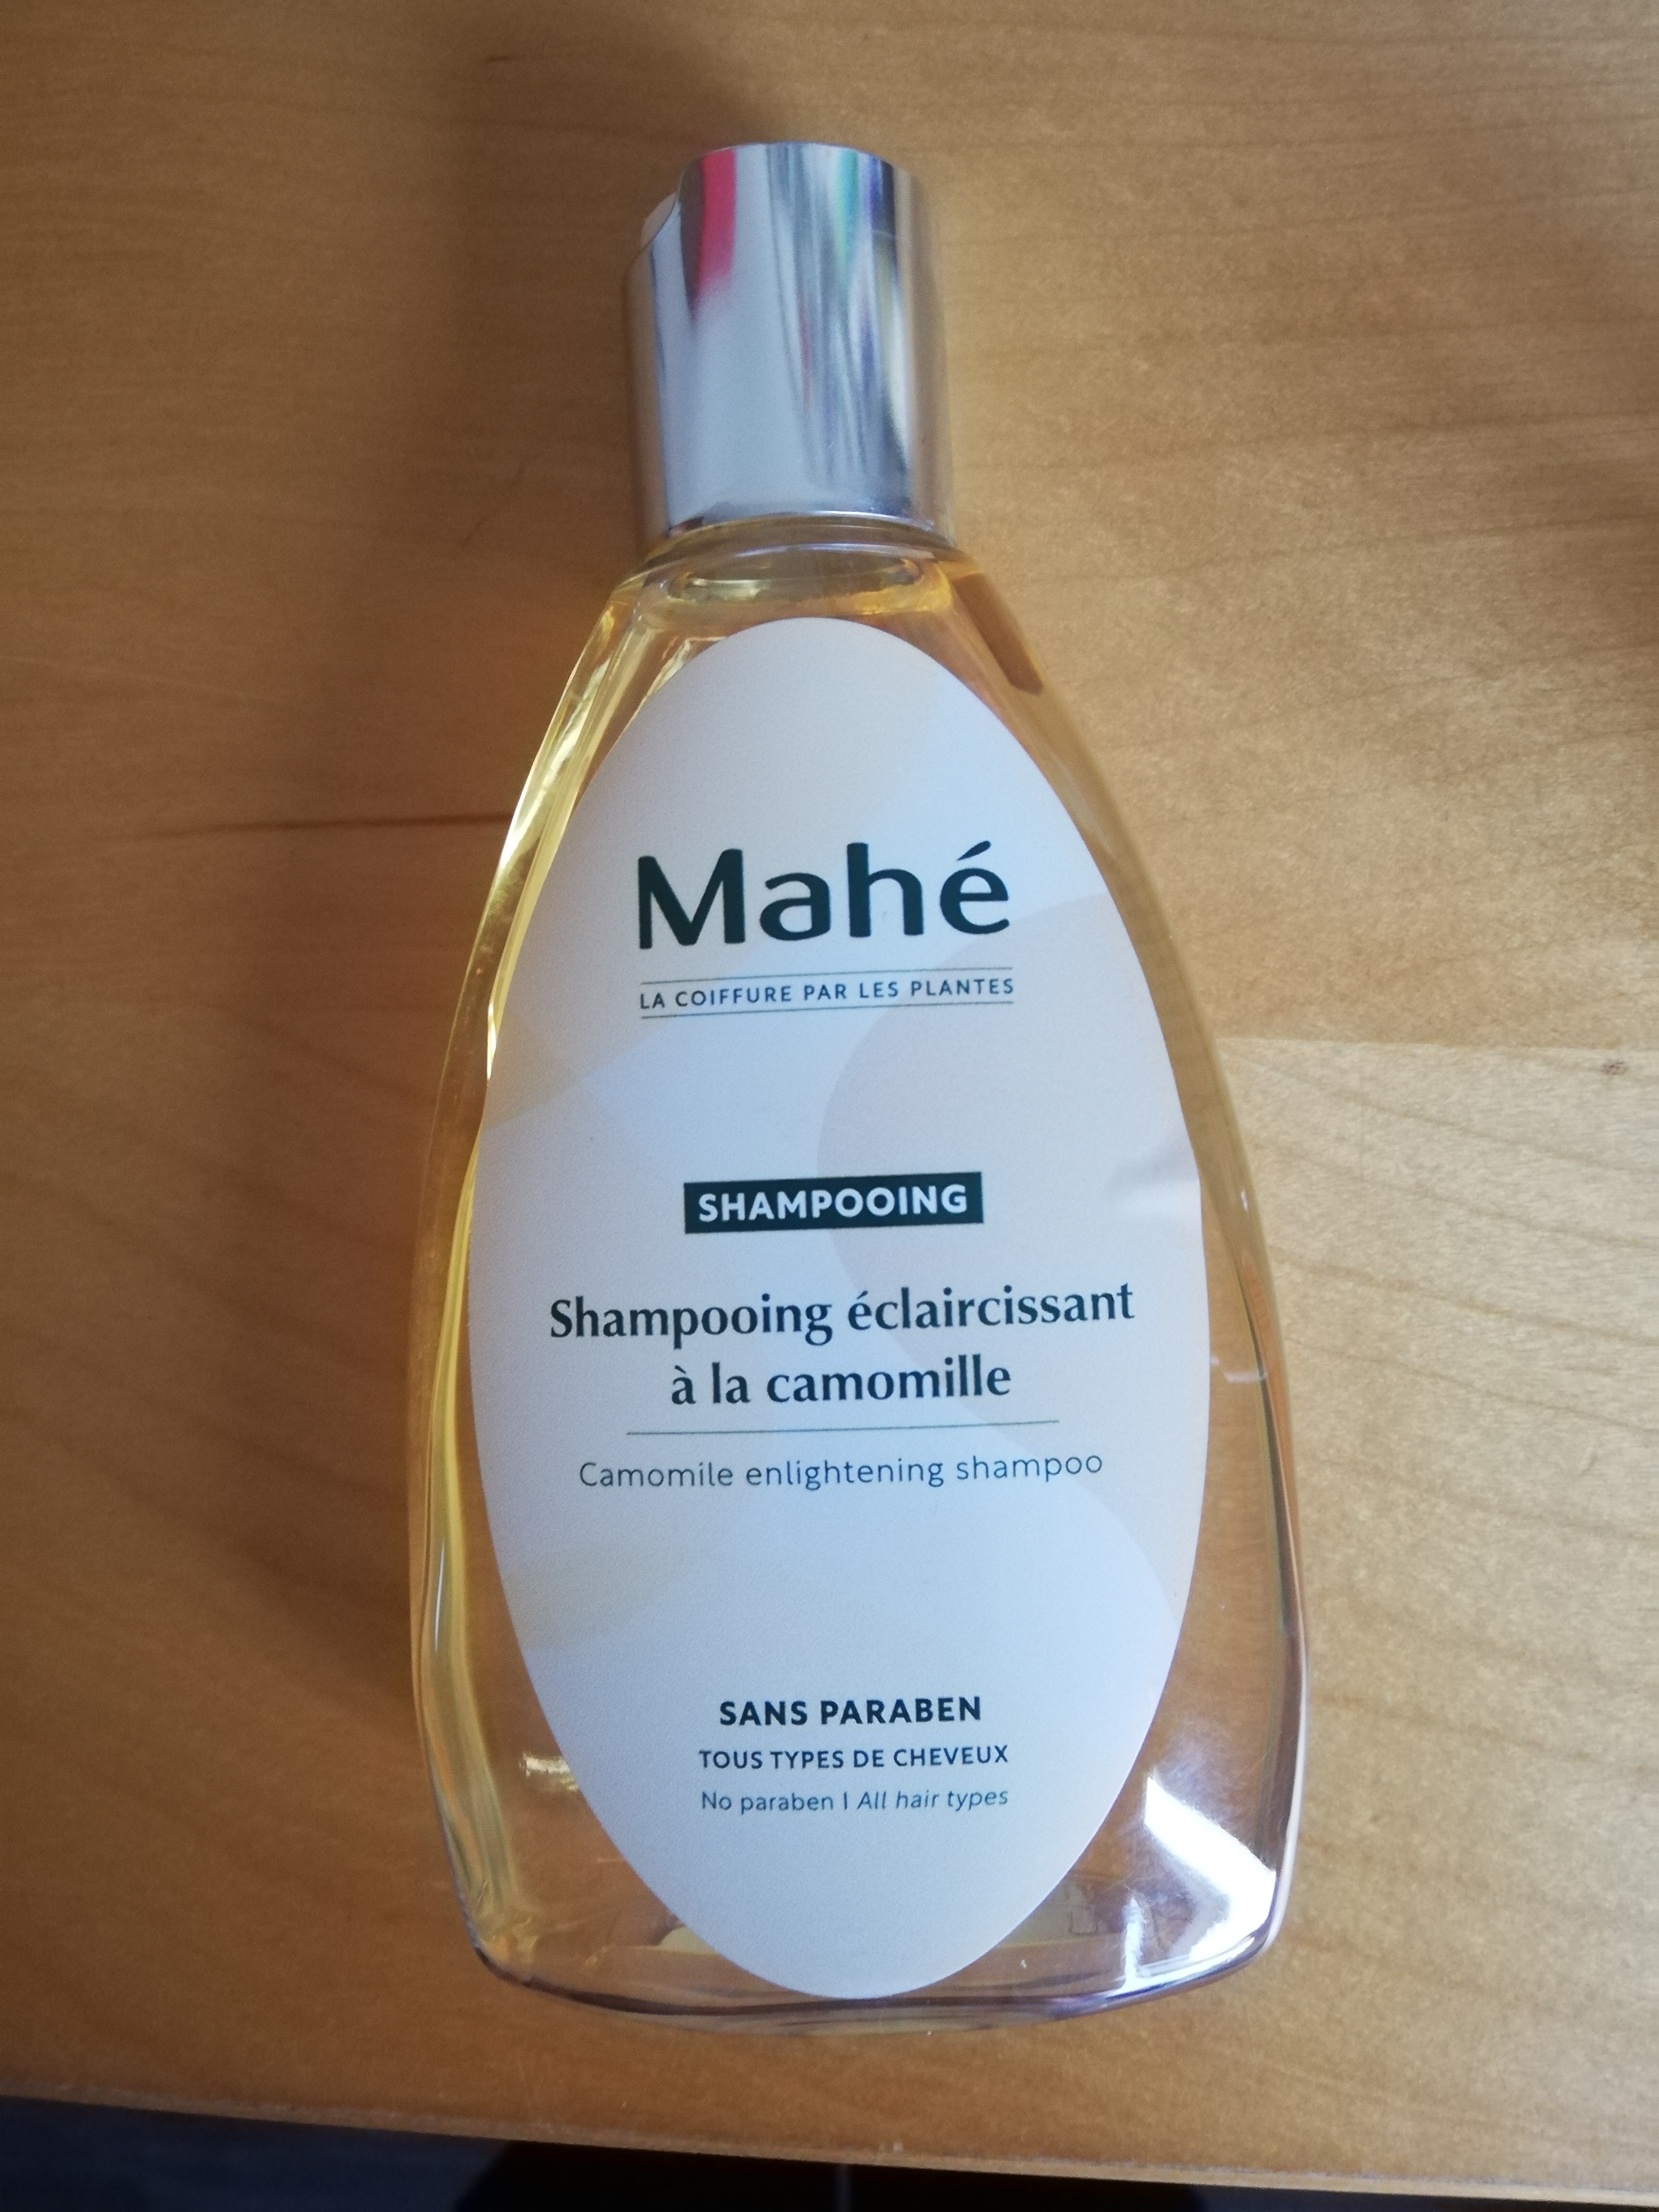 Mahé
LA COIFFURE PAR LES PLANTES
SHAMPOOING
Shampooing éclaircissant
à la camomille
Camomile enlightening shampoo
SANS PARABEN
TOUS TYPES DE CHEVEUX
No paraben I All hair types